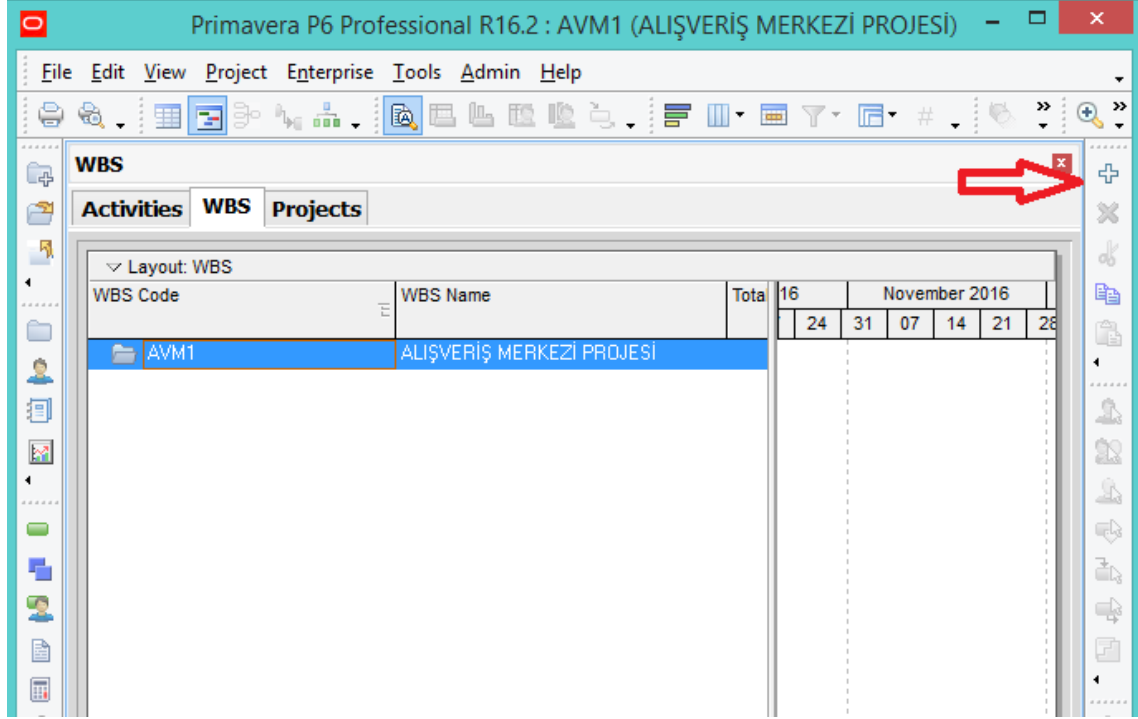 Primavera P6 Professional R16.2 : AVM1 (ALIŞVERİŞ MERKEZİ PROJESİ)
File Edit View Project Enterprise Tools Admin Help
WBS
Activities WBS Projects
Layout: WBS
WBS Code WBS Name Total 16 November 2016
24 31 07 14 21 28
AVM1 ALIŞVERİŞ MERKEZİ PROJESİ